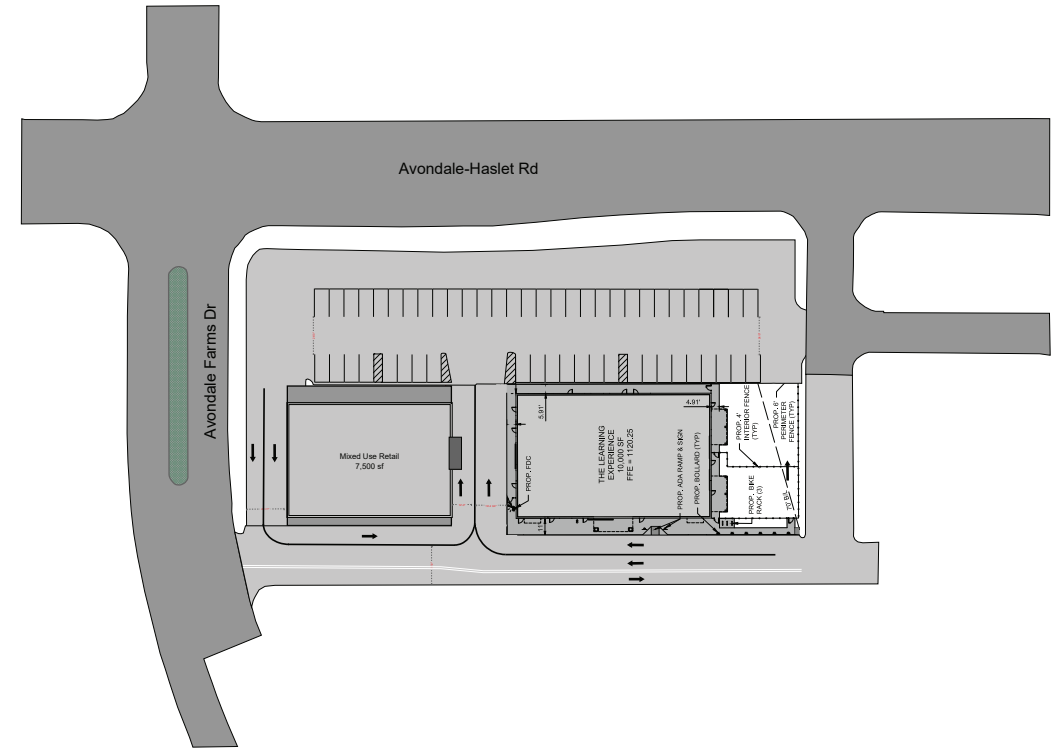 Avondale-Haslet Rd
Avondale Farms Dr
Mixed Use Retail
7,500 sf
PROP. FDC
5.91'
11'
THE LEARNING
EXPERIENCE
10,000 SF
FFE = 1120.25
4.91'
PROP. ADA RAMP & SIGN
PROP. BOLLARD (TYP)
PROP. 4'
INTERIOR FENCE
(TYP)
PROP. 6'
PERIMETER
FENCE (TYP)
PROP. BIKE
RACK (3)
70' B/L